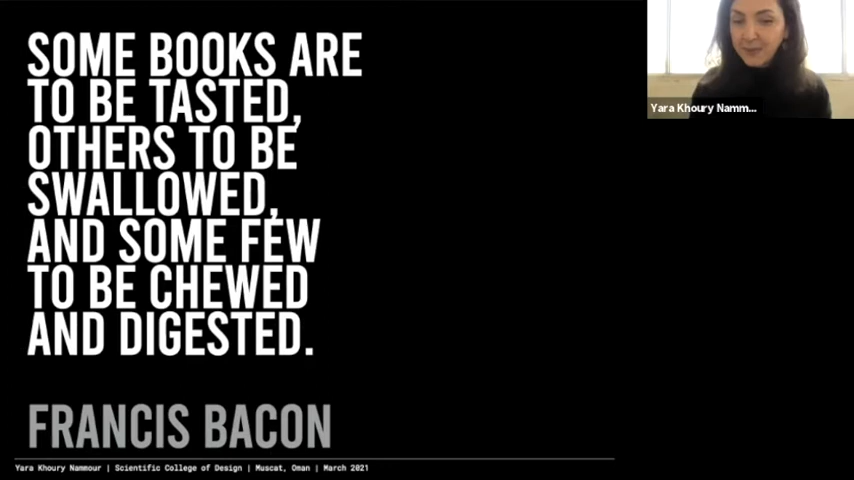 SOME BOOKS ARE
TO BE TASTED,
OTHERS TO BE
SWALLOWED,
AND SOME FEW
TO BE CHEWED
AND DIGESTED.
FRANCIS BACON
Yara Khoury Nammour | Scientific College of Design | Muscat, Oman | March 2021
Yara Khoury Namm...